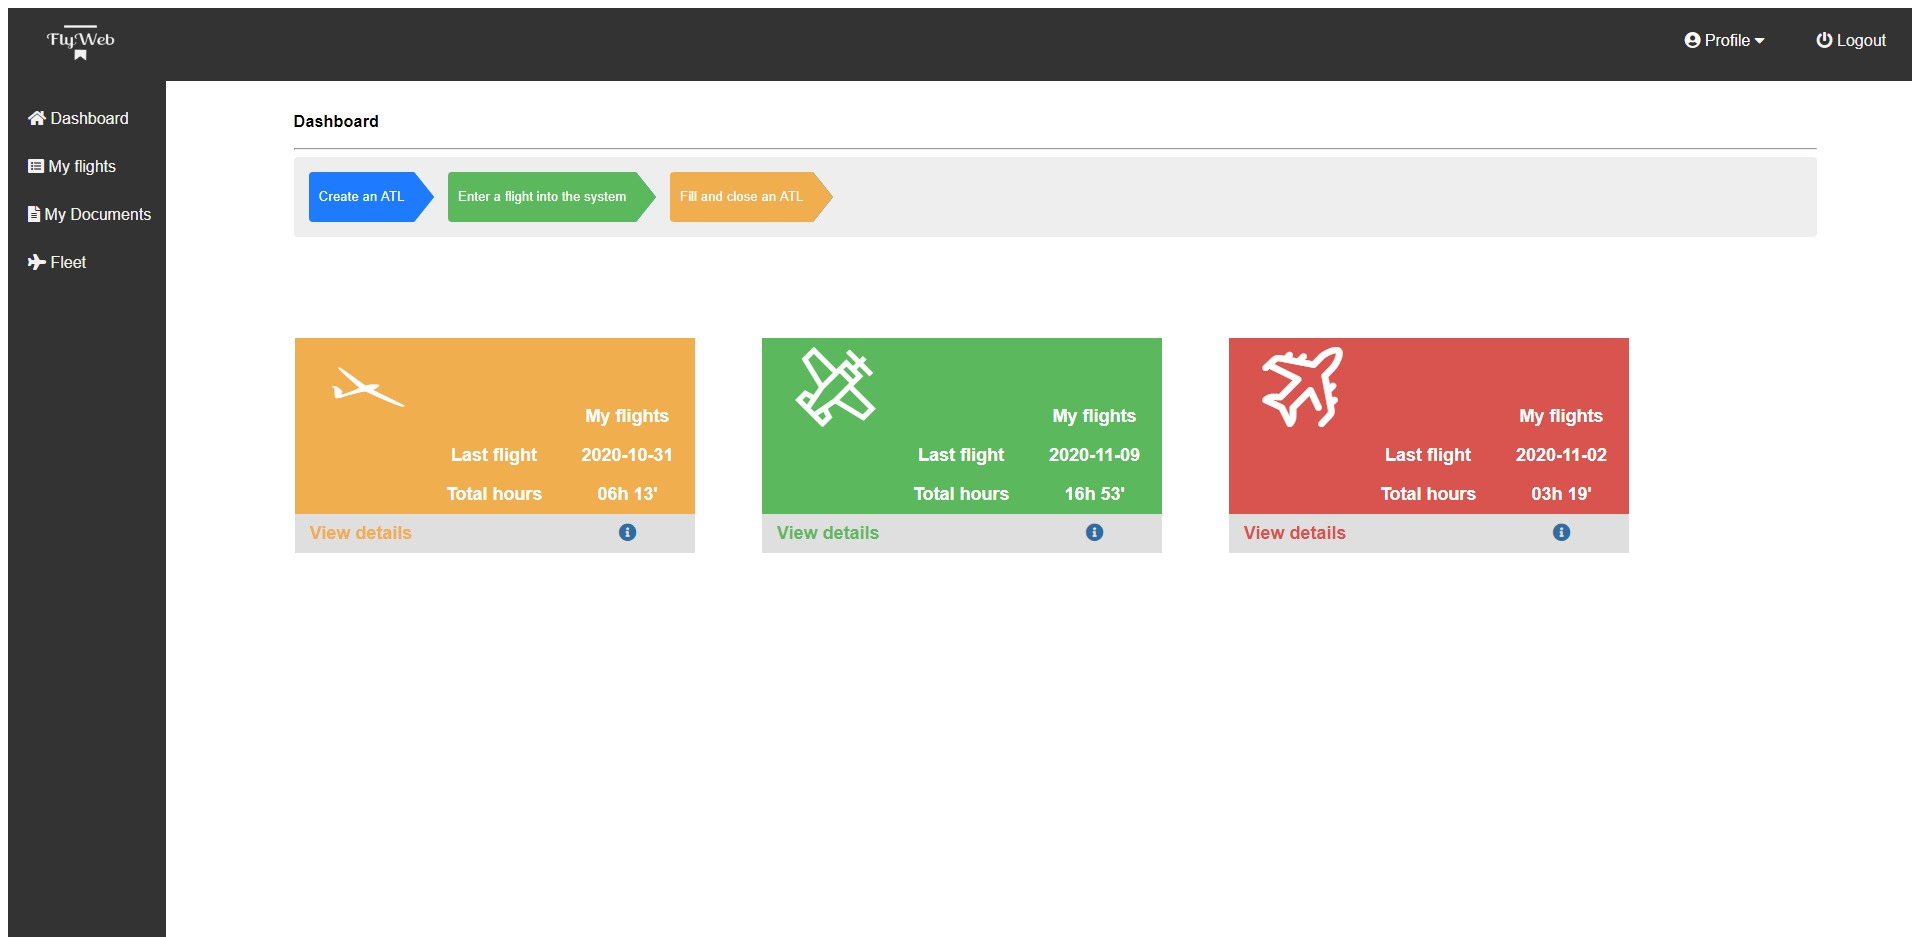 FlyWeb
Profile
Logout
Dashboard
My flights
My Documents
Fleet
Dashboard
Create an ATL
Enter a flight into the system
Fill and close an ATL
My flights
Last flight 2020-10-31
Total hours 06h 13'
View details
My flights
Last flight 2020-11-09
Total hours 16h 53'
View details
My flights
Last flight 2020-11-02
Total hours 03h 19'
View details